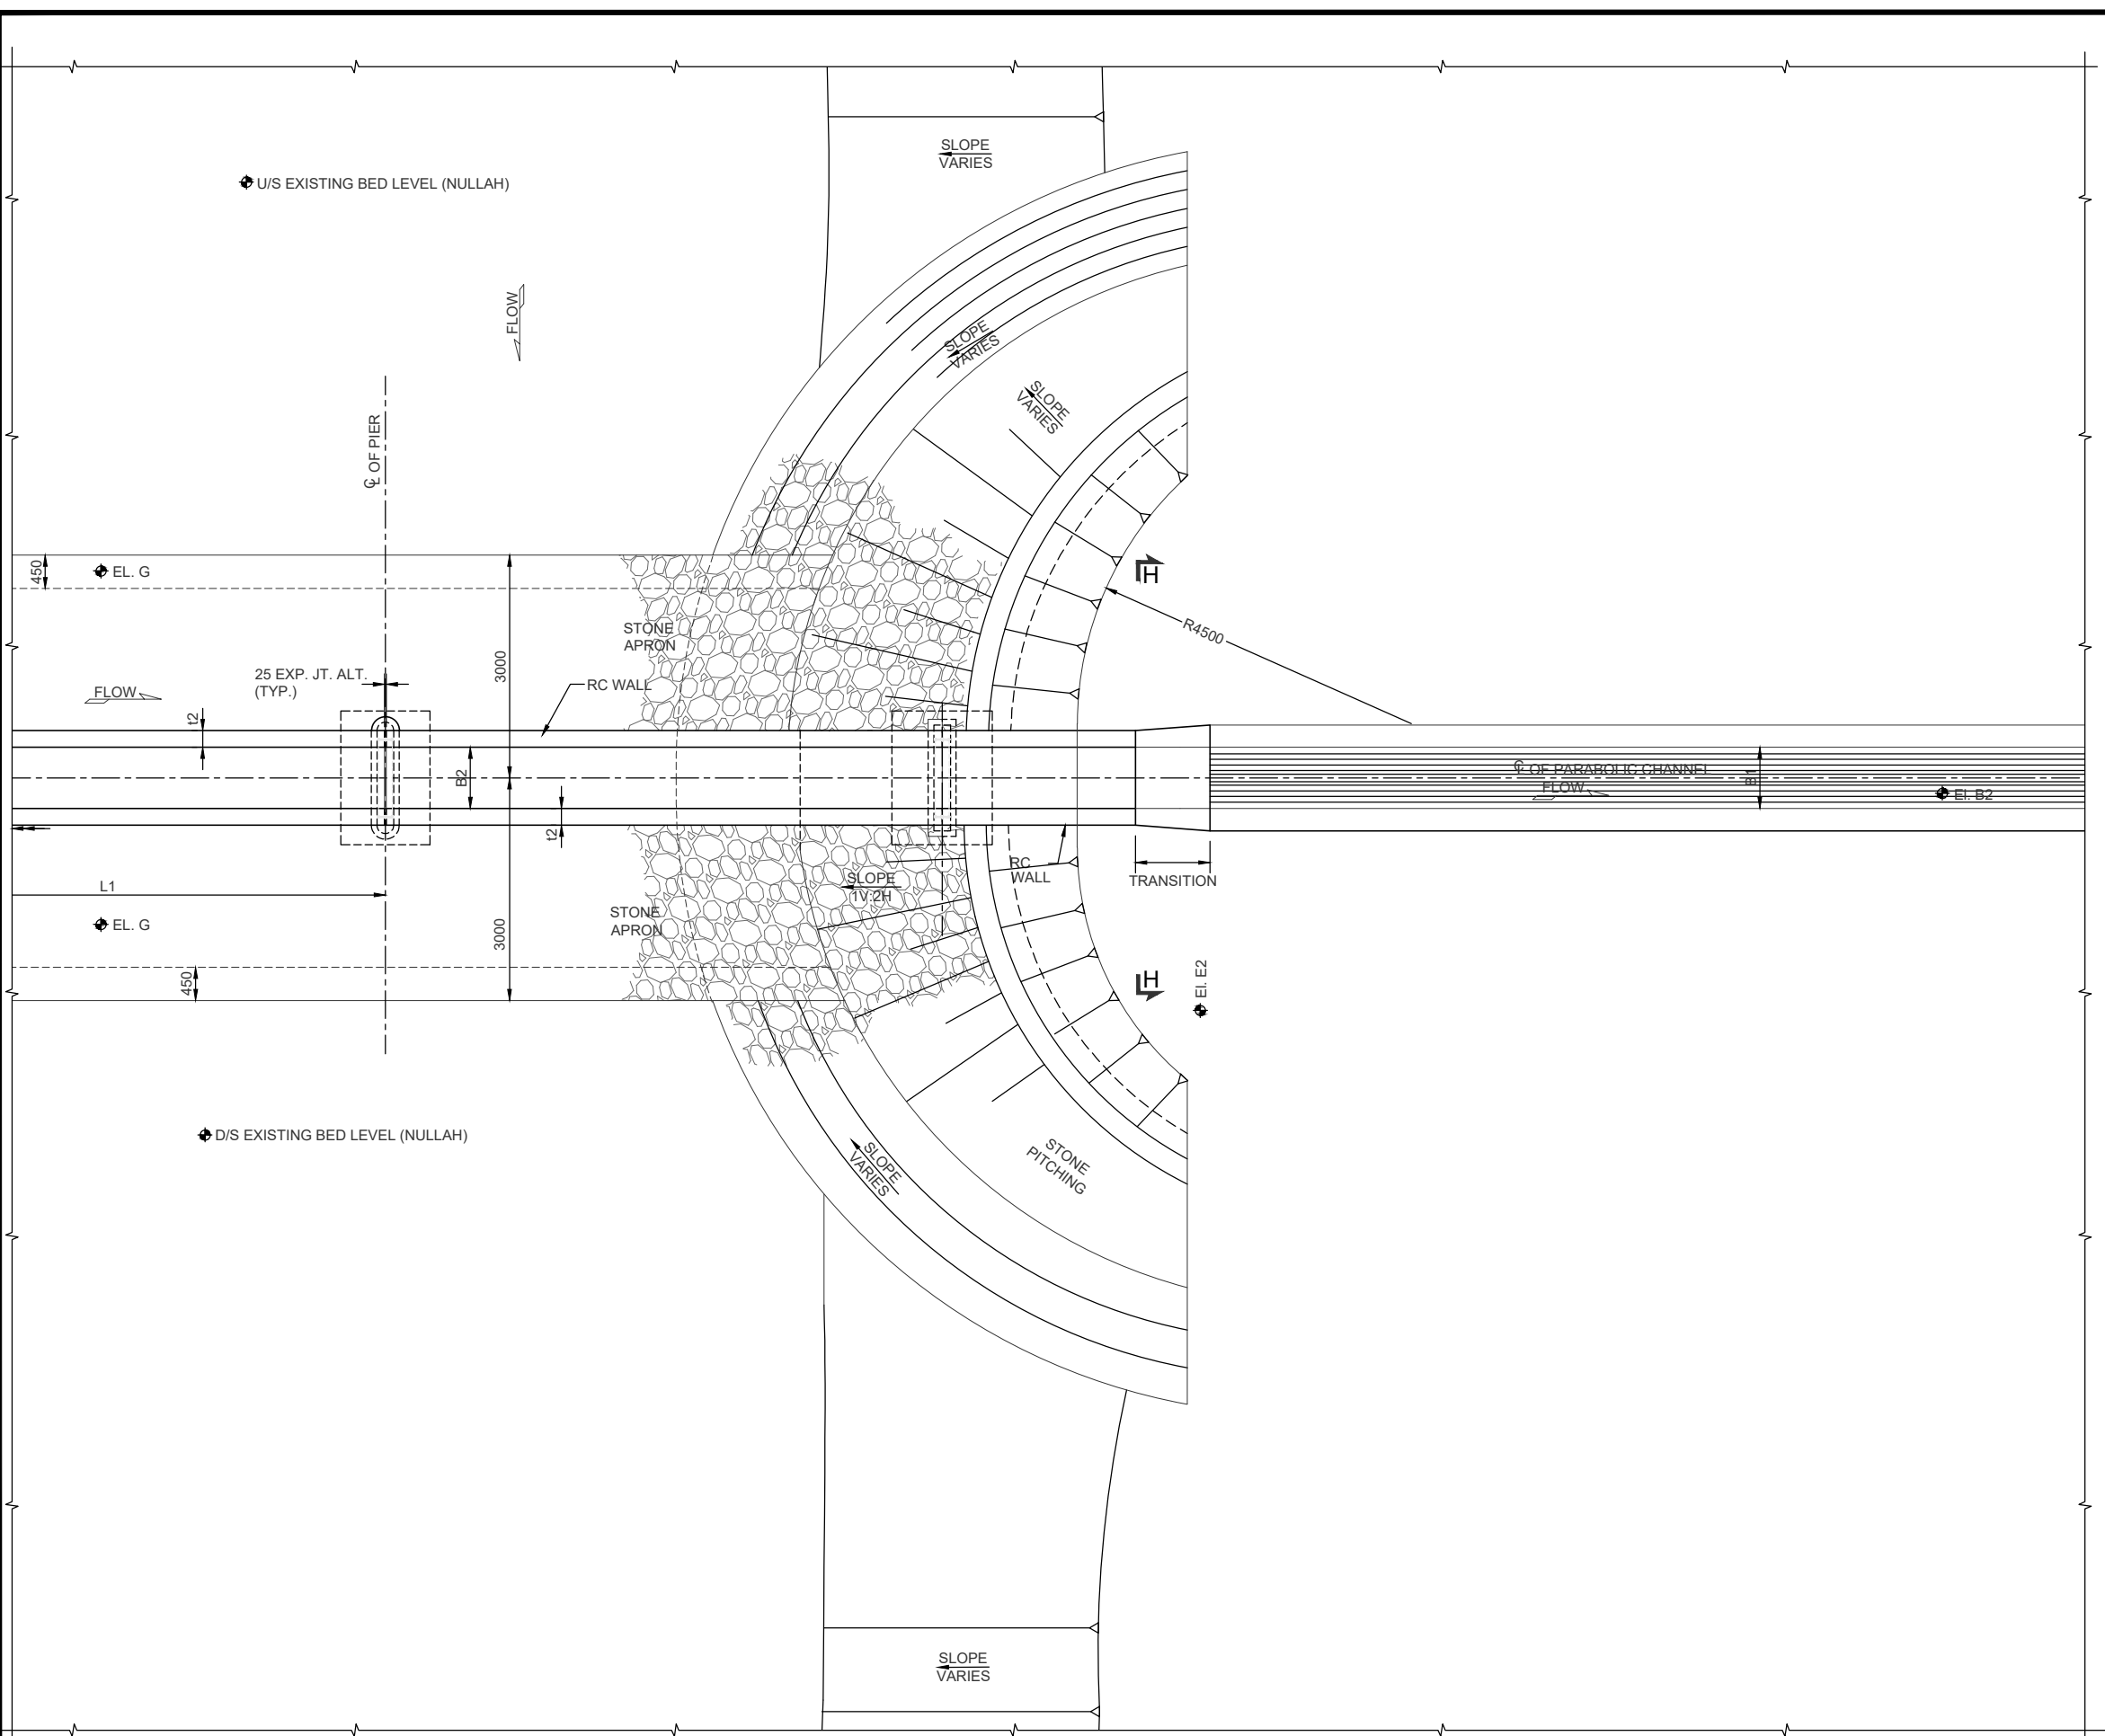 SLOPE
VARIES
U/S EXISTING BED LEVEL (NULLAH)
FLOW
SLOPE
VARIES
SLOPE
VARIES
℄ OF PIER
450
EL. G
H
STONE
APRON
R4500
3000
25 EXP. JT. ALT.
(TYP.)
RC WALL
FLOW
t2
B2
℄ OF PARABOLIC CHANNEL
FLOW
B1
El. B2
t2
RC
WALL
TRANSITION
SLOPE
1V:2H
L1
EL. G
STONE
APRON
3000
450
H
El. E2
D/S EXISTING BED LEVEL (NULLAH)
SLOPE
VARIES
STONE
PITCHING
SLOPE
VARIES